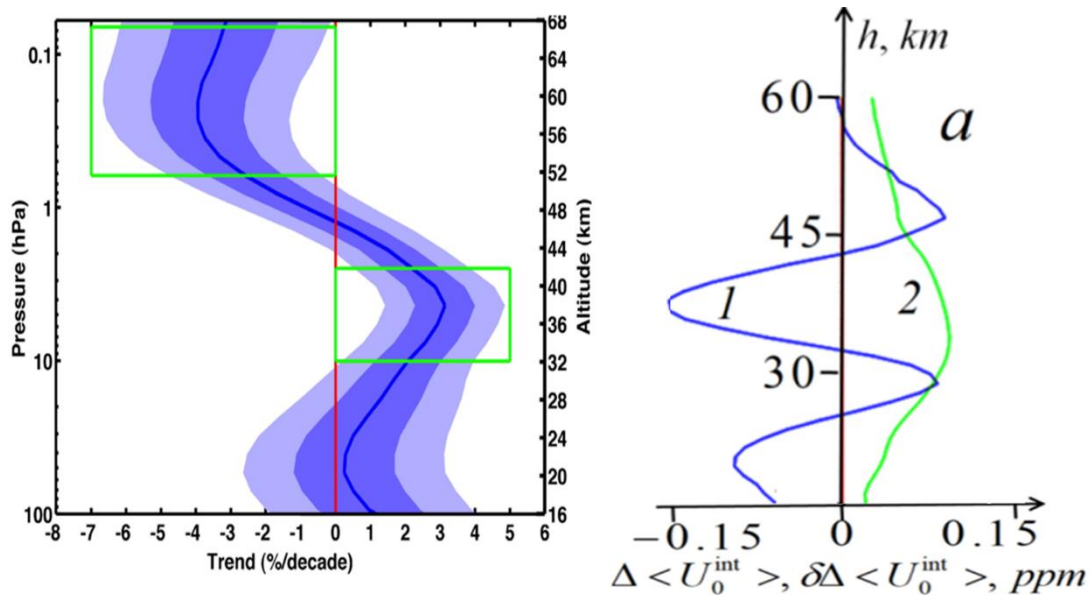 0.1
1
10
100
Pressure (hPa)
-8 -7 -6 -5 -4 -3 -2 -1 0 1 2 3 4 5 6
Trend (%/decade)
68
64
60
56
52
48
44
40
36
32
28
24
20
16
Altitude (km)
h, km
60
a
45
1
2
30
−0.15 0 0.15
Δ < U₀^int >, δΔ < U₀^int >, ppm